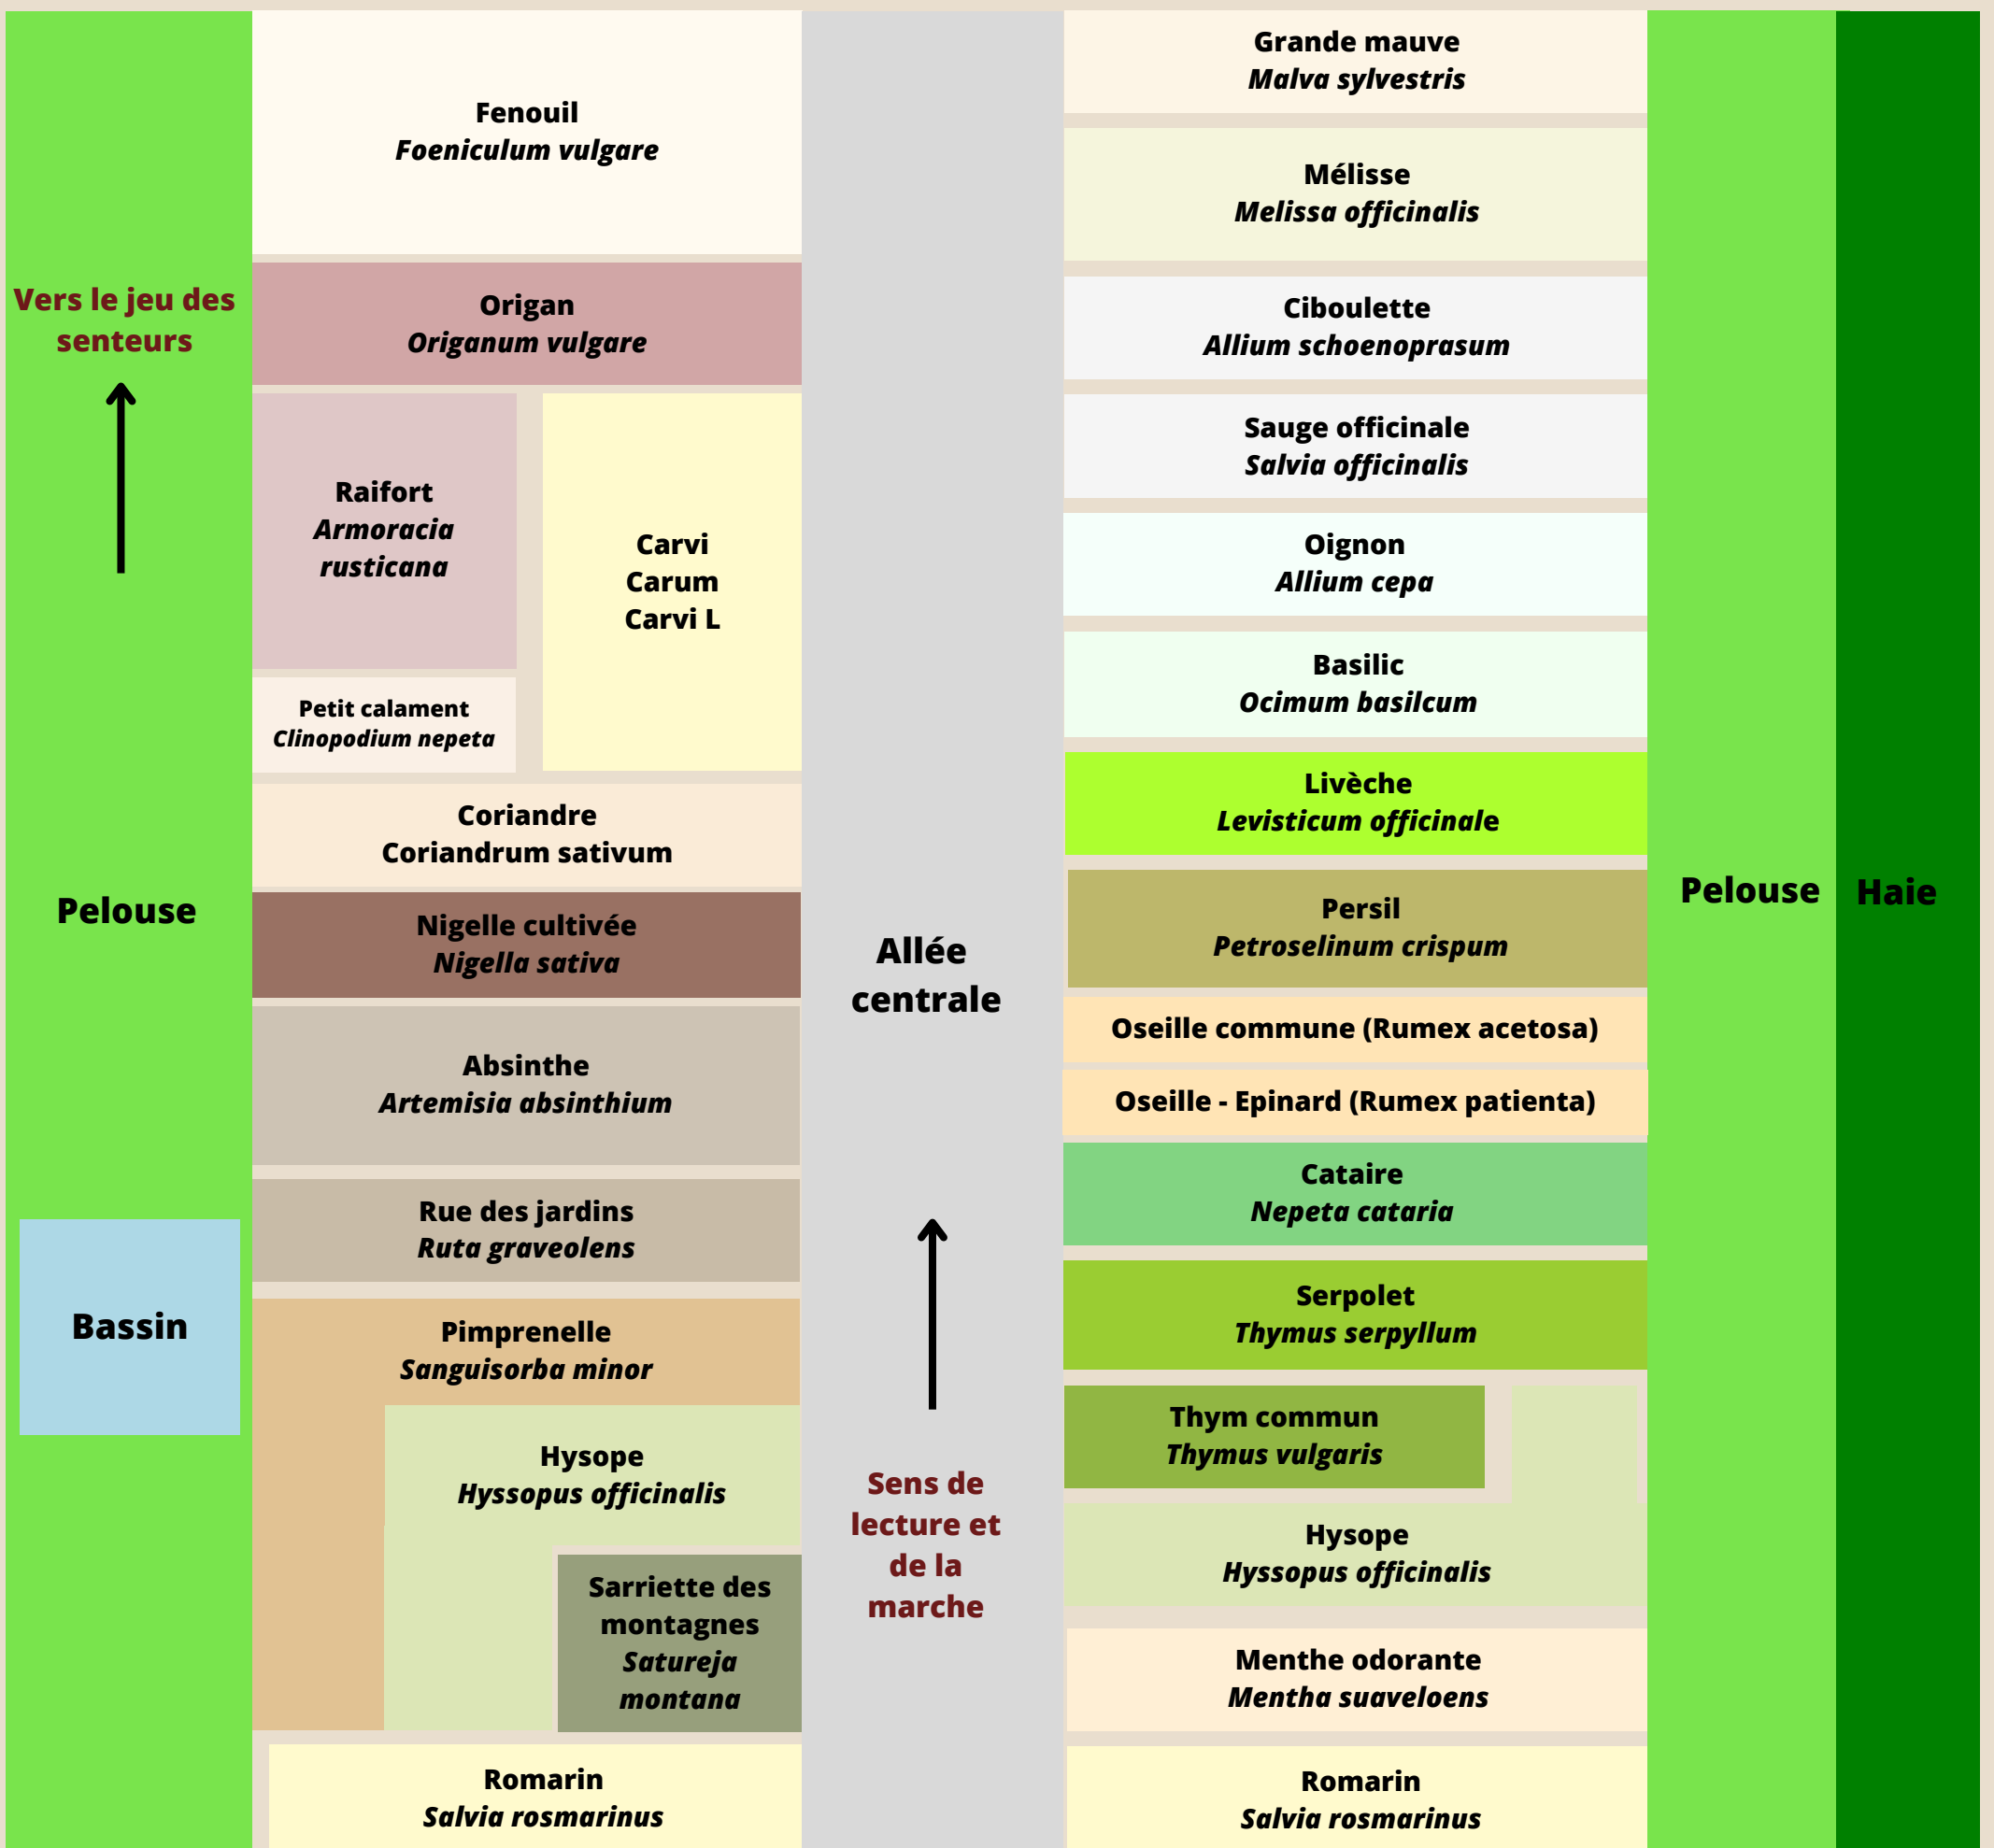 Vers le jeu des
senteurs
Pelouse
Bassin
Fenouil
Foeniculum vulgare
Origan
Origanum vulgare
Raifort
Armoracia
rusticana
Carvi
Carum
Carvi L
Petit calament
Clinopodium nepeta
Coriandre
Coriandrum sativum
Nigelle cultivée
Nigella sativa
Absinthe
Artemisia absinthium
Rue des jardins
Ruta graveolens
Pimprenelle
Sanguisorba minor
Hysope
Hyssopus officinalis
Sarriette des
montagnes
Satureja
montana
Romarin
Salvia rosmarinus
Allée
centrale
Sens de
lecture et
de la
marche
Grande mauve
Malva sylvestris
Mélisse
Melissa officinalis
Ciboulette
Allium schoenoprasum
Sauge officinale
Salvia officinalis
Oignon
Allium cepa
Basilic
Ocimum basilcum
Livèche
Levisticum officinale
Persil
Petroselinum crispum
Oseille commune (Rumex acetosa)
Oseille - Epinard (Rumex patienta)
Cataire
Nepeta cataria
Serpolet
Thymus serpyllum
Thym commun
Thymus vulgaris
Hysope
Hyssopus officinalis
Menthe odorante
Mentha suaveloens
Romarin
Salvia rosmarinus
Pelouse
Haie